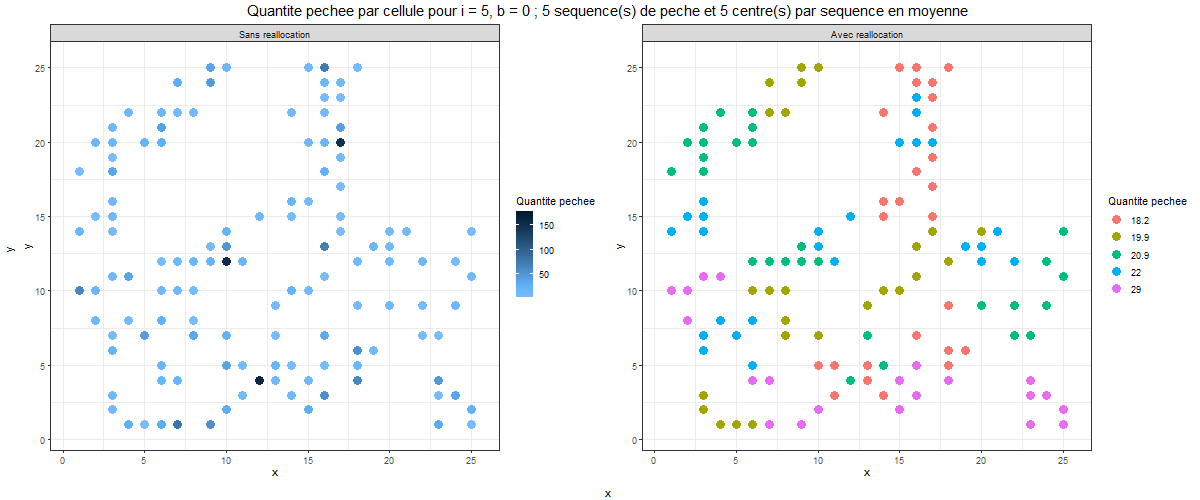 Quantite pechee par cellule pour i = 5, b = 0 ; 5 sequence(s) de peche et 5 centre(s) par sequence en moyenne
Sans reallocation
25
20
15
10
5
0
y
y
0 5 10 15 20 25
x
Quantite pechee
150
100
50
Avec reallocation
25
20
15
10
5
0
y
0 5 10 15 20 25
x
Quantite pechee
18.2
19.9
20.9
22
29
x